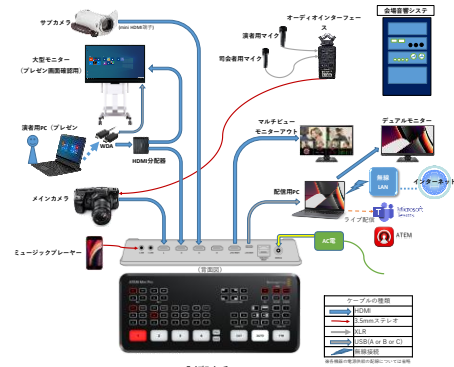 サブカメラ
(mini HDMI端子)
オーディオインターフェー
ス
会場音響システ
演者用マイク
司会者用マイク
大型モニター
(プレゼン画面確認用)
演者用PC(プレゼン
WDA
HDMI分配器
マルチビュー
モニターアウト
デュアルモニター
メインカメラ
配信用PC
無線
LAN
インターネット
Microsoft
Teams
ライブ配信
ATEM
AC電
ミュージックプレーヤー
(背面図)
ケーブルの種類
HDMI
3.5mmステレオ
XLR
USB(A or B or C)
無線接続